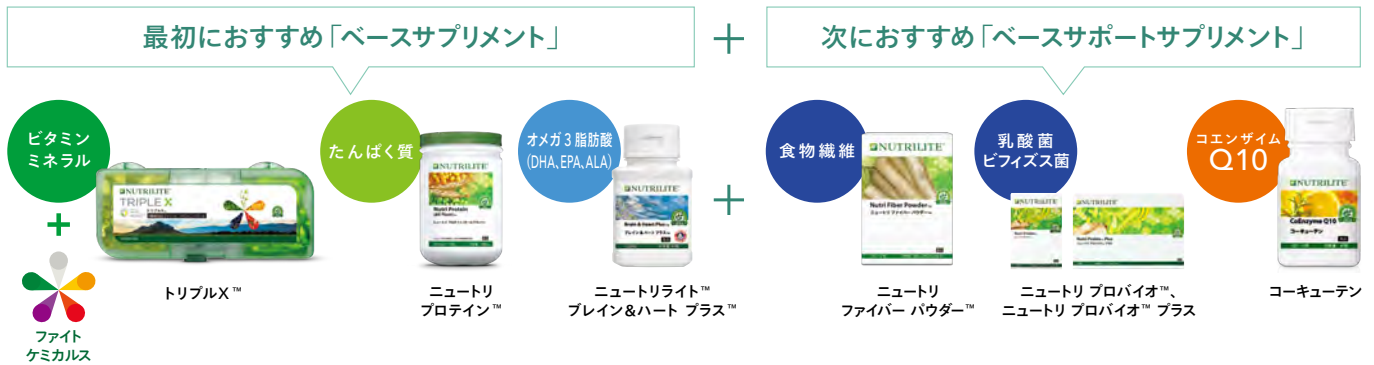 最初におすすめ「ベースサプリメント」
+
次におすすめ「ベースサポートサプリメント」
ビタミン
ミネラル
+
ファイト
ケミカルス
NUTRILITE
TRIPLE X
トリプルX™
たんぱく質
NUTRILITE
Nutri Protein
ニュートリ
プロテイン™
オメガ3脂肪酸
(DHA、EPA、ALA)
NUTRILITE
Brain & Heart Plus
ブレイン&ハート プラス
ニュートリライト™
ブレイン&ハート プラス™
+
食物繊維
NUTRILITE
Nutri Fiber Powder
ニュートリ ファイバー パウダー
ニュートリ
ファイバー パウダー™
乳酸菌
ビフィズス菌
NUTRILITE
NUTRILITE
ニュートリ プロバイオ™、
ニュートリ プロバイオ™ プラス
コエンザイム
Q10
NUTRILITE
CoEnzyme Q10
コーキューテン
コーキューテン